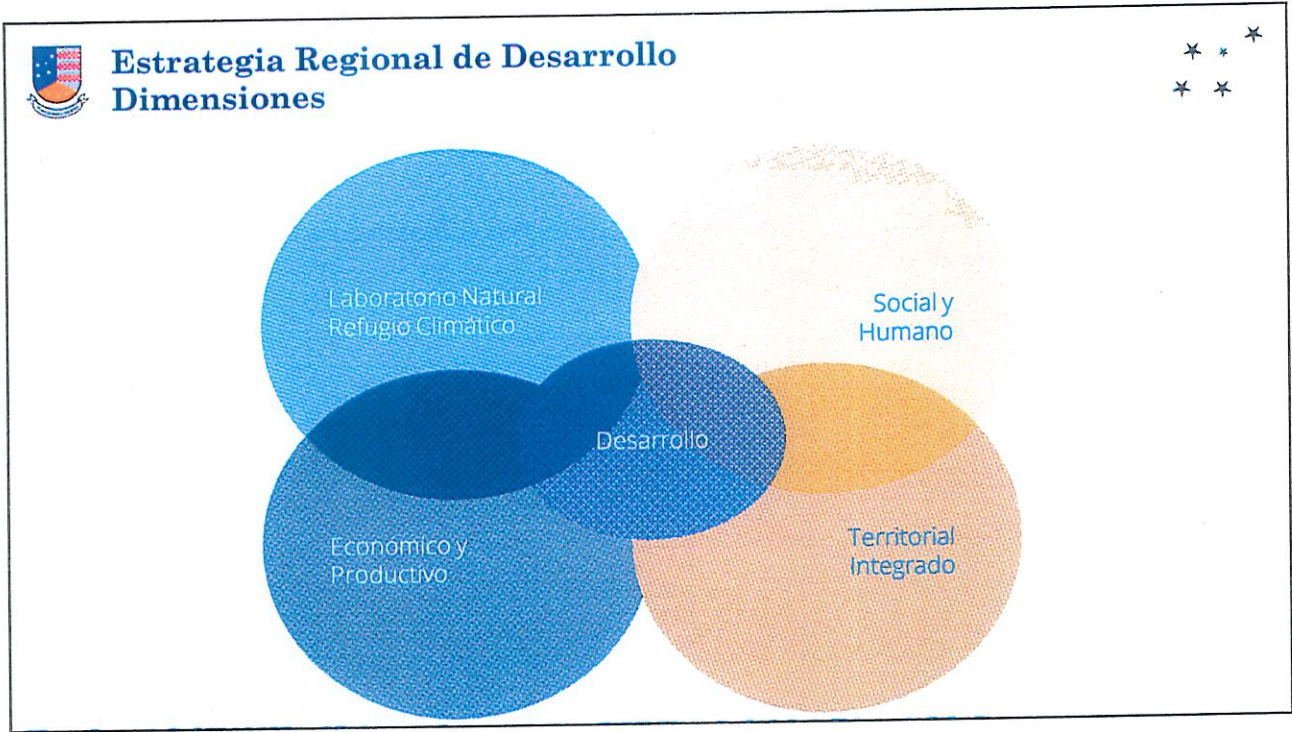 Estrategia Regional de Desarrollo
Dimensiones
Laboratorio Natural
Refugio Climático
Social y
Humano
Desarrollo
Económico y
Productivo
Territorial
Integrado